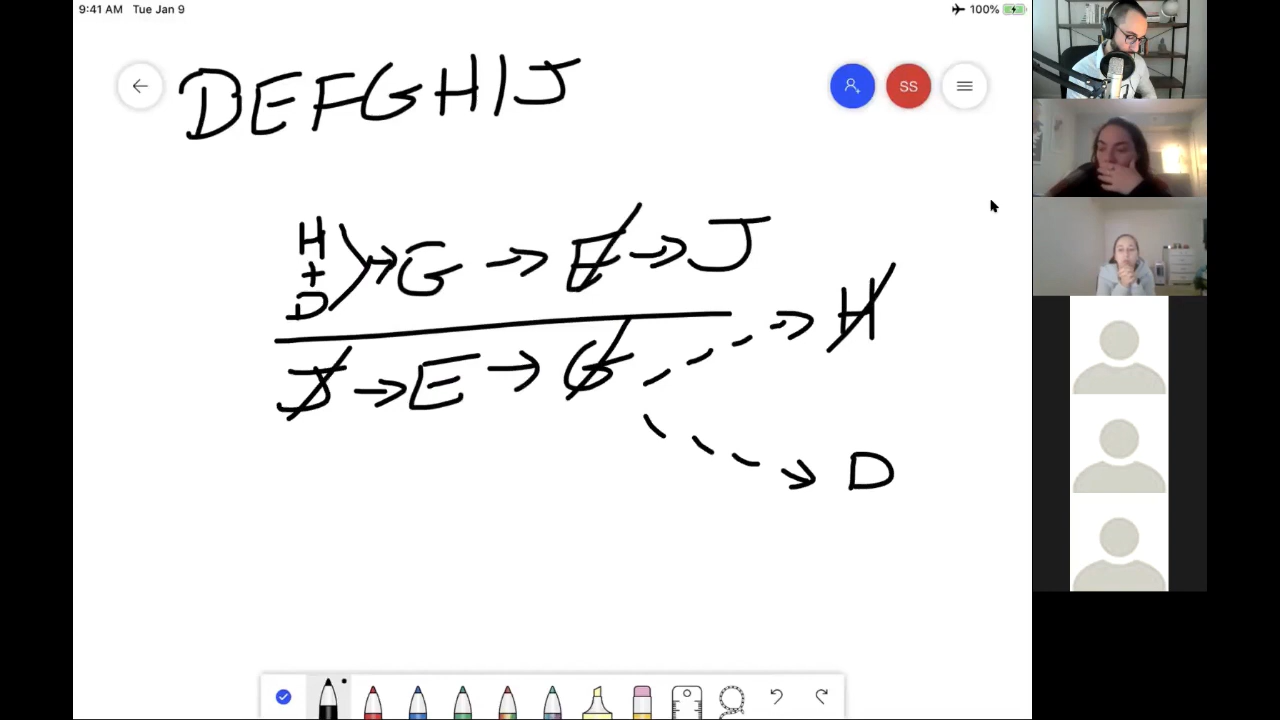 9:41 AM Tue Jan 9
100%
DEFGHIJ
SS
H
+
D
→ G → E → J
J → E → G
→ H
→ D